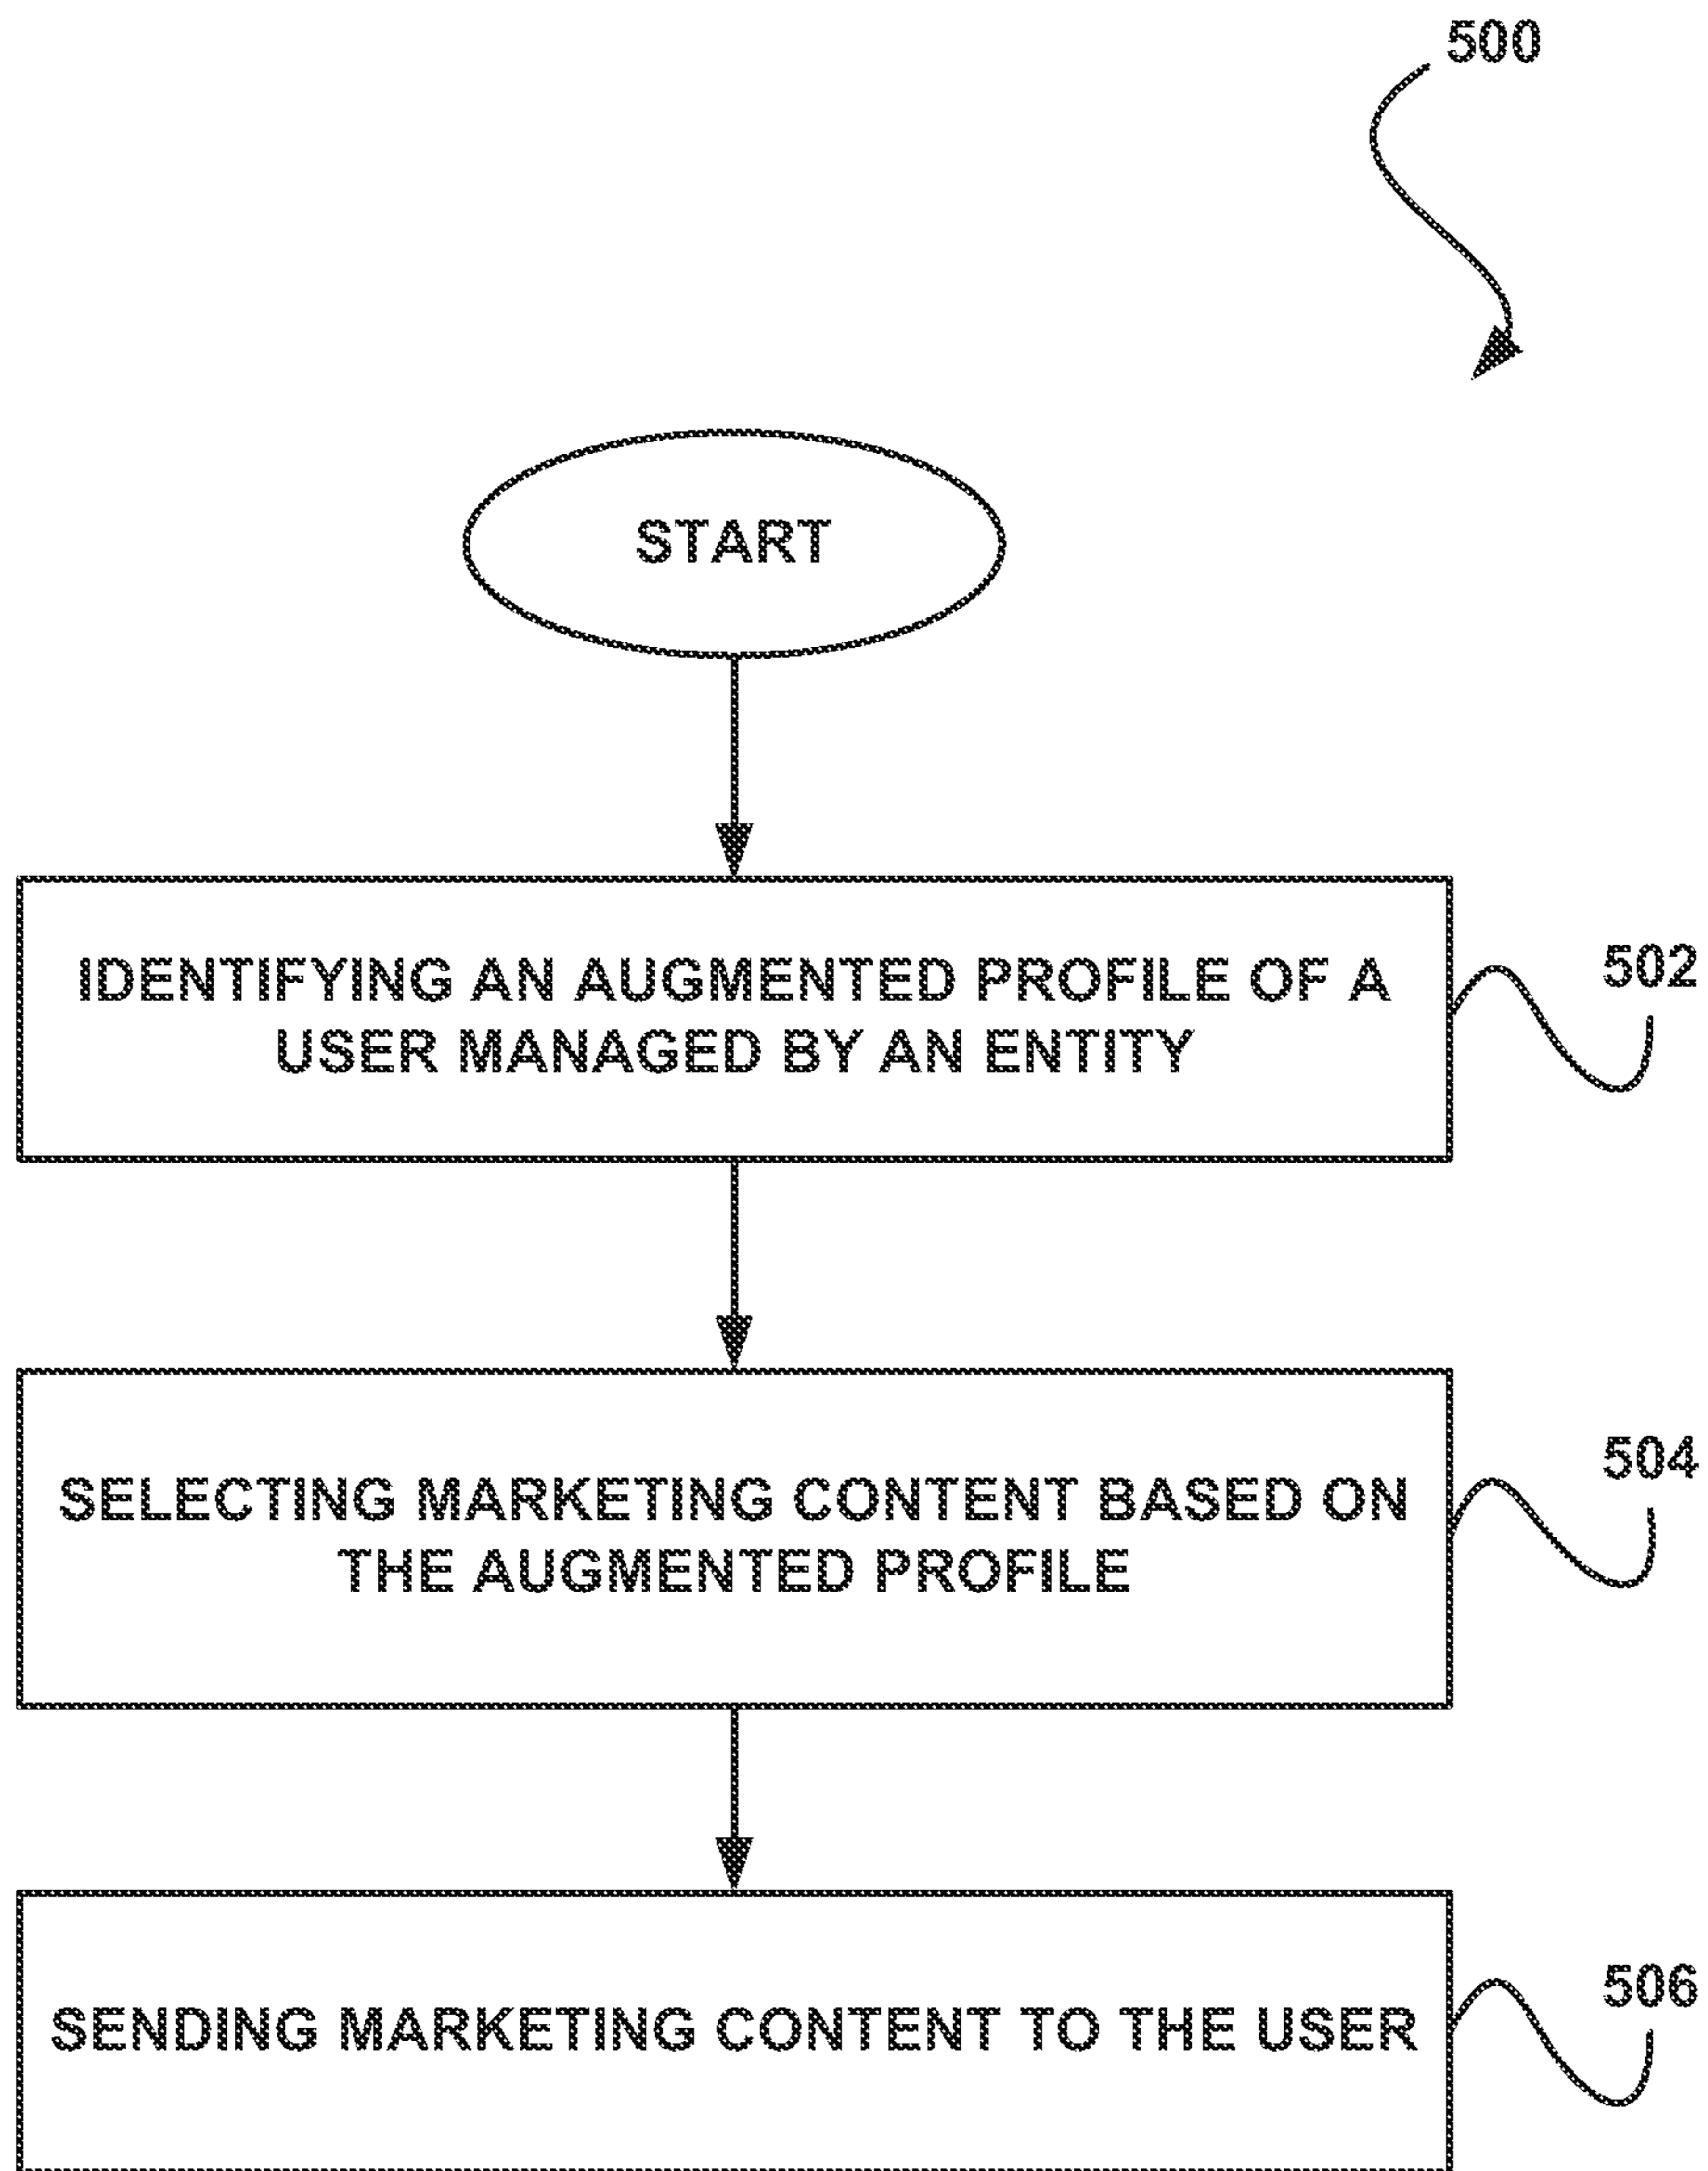 500
START
IDENTIFYING AN AUGMENTED PROFILE OF A
USER MANAGED BY AN ENTITY
502
SELECTING MARKETING CONTENT BASED ON
THE AUGMENTED PROFILE
504
SENDING MARKETING CONTENT TO THE USER
506